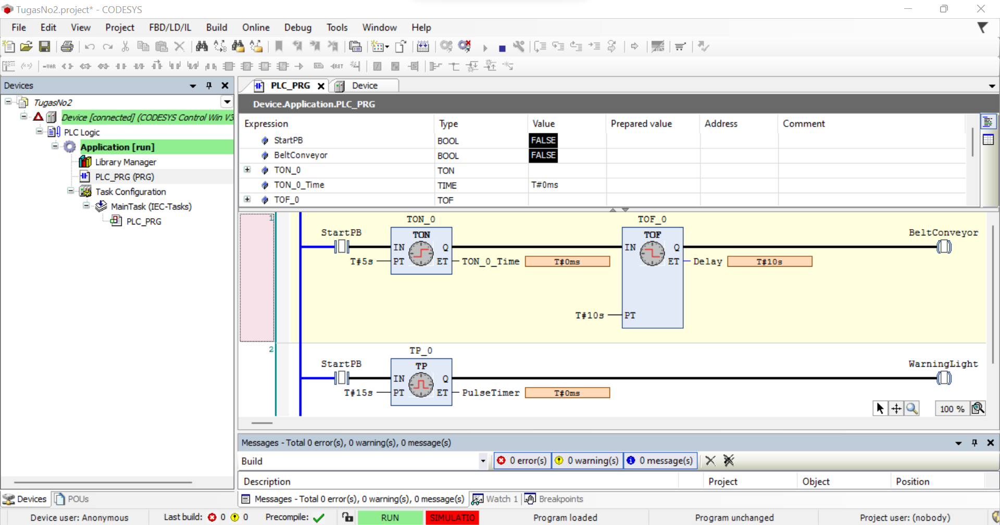 TugasNo2.project* - CODESYS
File Edit View Project FBD/LD/IL Build Online Debug Tools Window Help
Devices
TugasNo2
Device [connected] (CODESYS Control Win V3
PLC Logic
Application [run]
Library Manager
PLC_PRG (PRG)
Task Configuration
MainTask (IEC-Tasks)
PLC_PRG
PLC_PRG Device
Device.Application.PLC_PRG
Expression Type Value Prepared value Address Comment
StartPB BOOL FALSE
BeltConveyor BOOL FALSE
TON_0 TON
TON_0_Time TIME T#0ms
TOF_0 TOF
1
TON_0 TOF_0
StartPB TON TOF BeltConveyor
IN Q IN Q
T#5s PT ET TON_0_Time T#0ms ET Delay T#10s
T#10s PT
2
TP_0
StartPB TP WarningLight
IN Q
T#15s PT ET PulseTimer T#0ms
100 %
Messages - Total 0 error(s), 0 warning(s), 0 message(s)
Build 0 error(s) 0 warning(s) 0 message(s)
Description Project Object Position
Devices POUs
Messages - Total 0 error(s), 0 warning(s), 0 message(s) Watch 1 Breakpoints
Device user: Anonymous Last build: 0 0 Precompile: RUN SIMULATIO Program loaded Program unchanged Project user: (nobody)